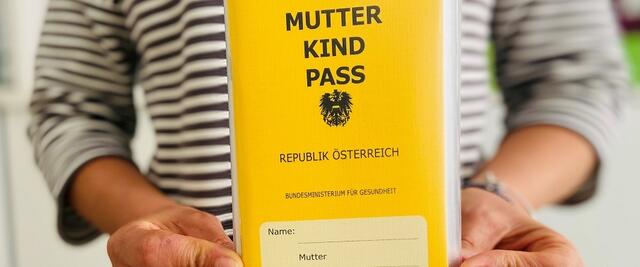 MUTTER
KIND
PASS
REPUBLIK ÖSTERREICH
BUNDESMINISTERIUM FÜR GESUNDHEIT
Name:
Mutter